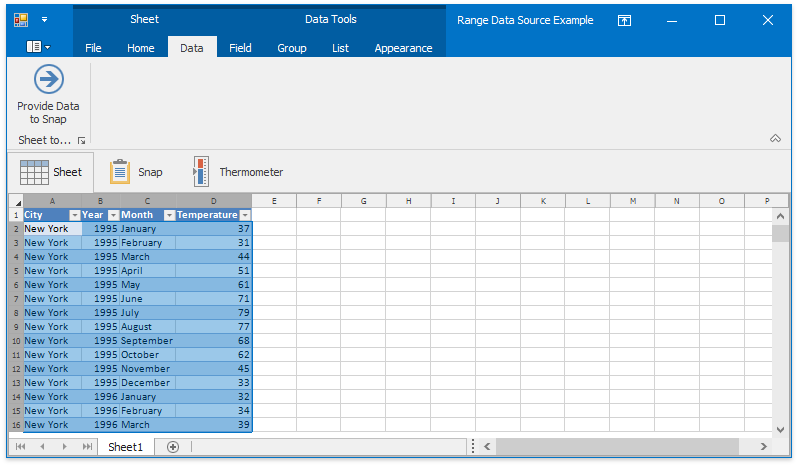 Sheet Data Tools Range Data Source Example
File Home Data Field Group List Appearance
Provide Data
to Snap
Sheet to...
Sheet Snap Thermometer
A B C D E F G H I J K L M N O P
1 City Year Month Temperature
2 New York 1995 January 37
3 New York 1995 February 31
4 New York 1995 March 44
5 New York 1995 April 51
6 New York 1995 May 61
7 New York 1995 June 71
8 New York 1995 July 79
9 New York 1995 August 77
10 New York 1995 September 68
11 New York 1995 October 62
12 New York 1995 November 45
13 New York 1995 December 33
14 New York 1996 January 32
15 New York 1996 February 34
16 New York 1996 March 39
Sheet1